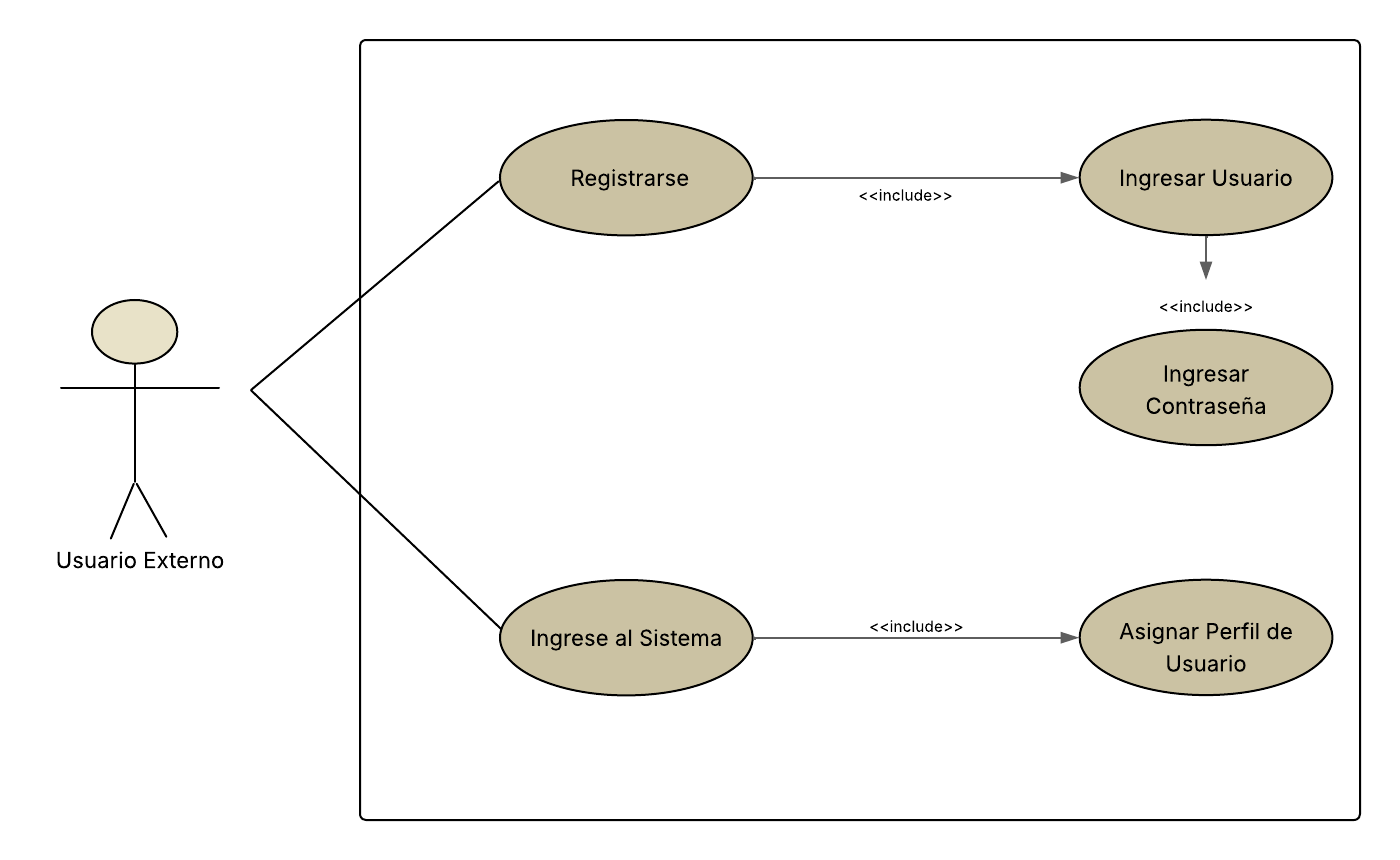 Registrarse
<<include>>
Ingresar Usuario
<<include>>
Ingresar
Contraseña
Usuario Externo
Ingrese al Sistema
<<include>>
Asignar Perfil de
Usuario